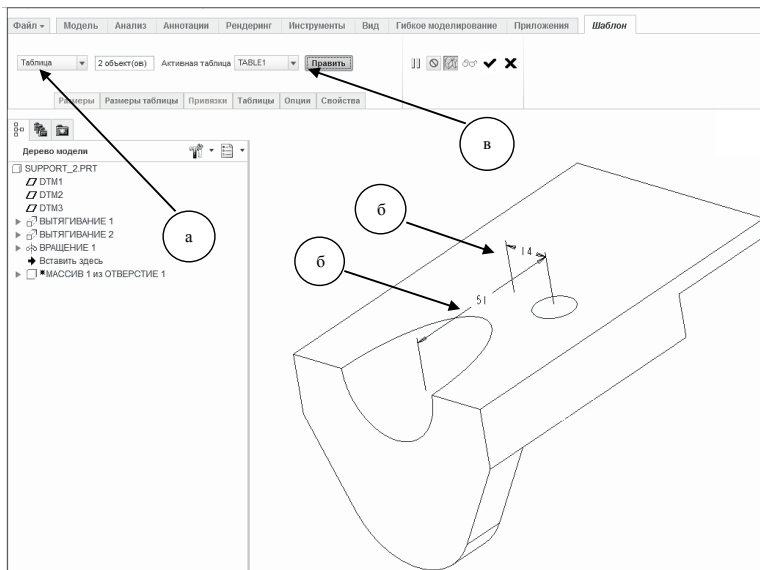 Файл Модель Анализ Аннотации Рендеринг Инструменты Вид Гибкое моделирование Приложения Шаблон
Таблица 2 объект(ов) Активная таблица TABLE1 Править
Размеры Размеры таблицы Привязки Таблицы Опции Свойства
в
Дерево модели
SUPPORT_2.PRT
DTM1
DTM2
DTM3
ВЫТЯГИВАНИЕ 1
ВЫТЯГИВАНИЕ 2
ВРАЩЕНИЕ 1
Вставить здесь
МАССИВ 1 из ОТВЕРСТИЕ 1
а
б
б
14
51